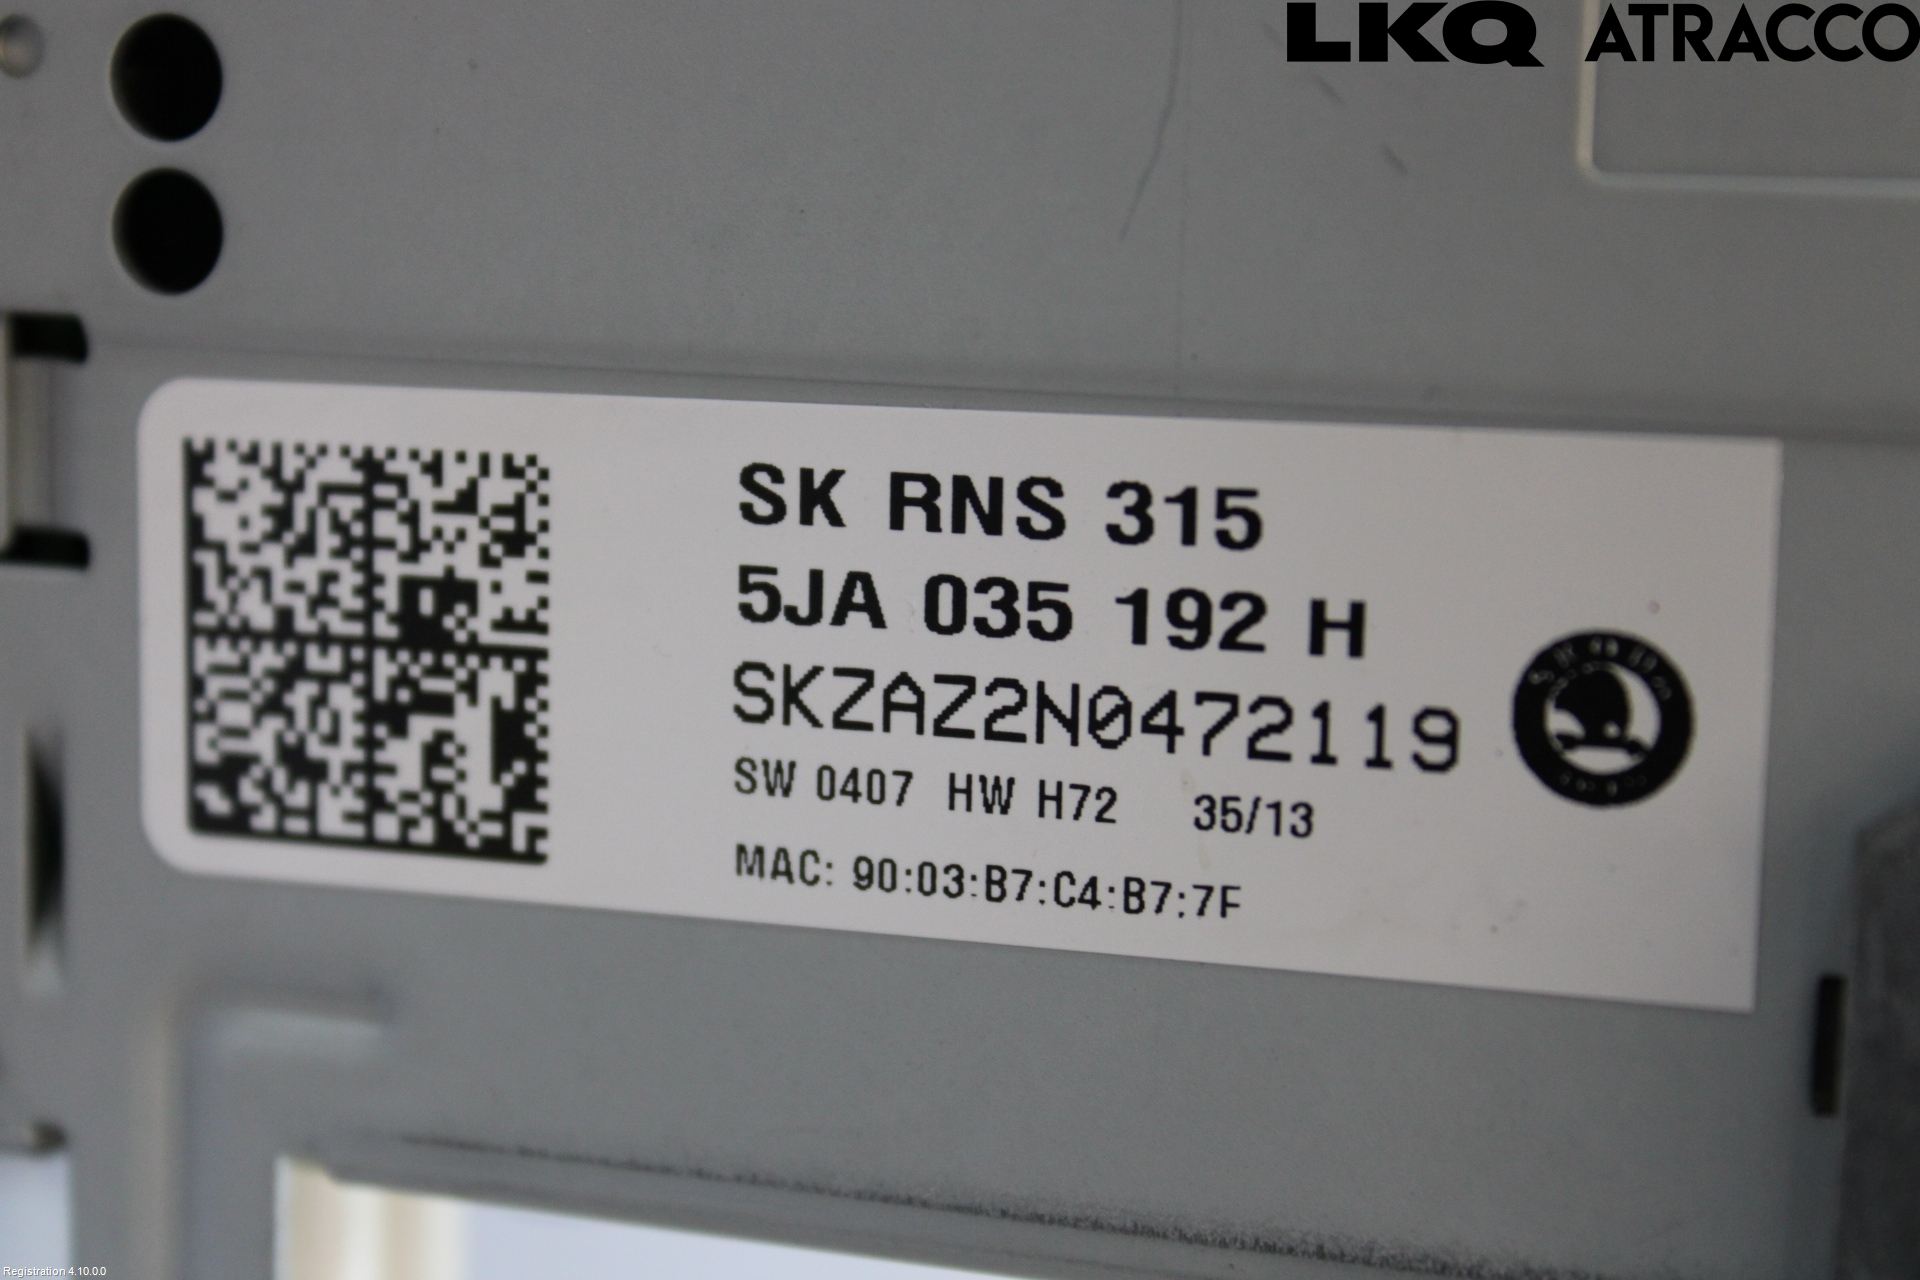 LKQ ATRACCO
SK RNS 315
5JA 035 192 H
SKZAZ2N0472119
SW 0407 HW H72 35/13
MAC: 90:03:B7:C4:B7:7F
Registration 4.10.0.0